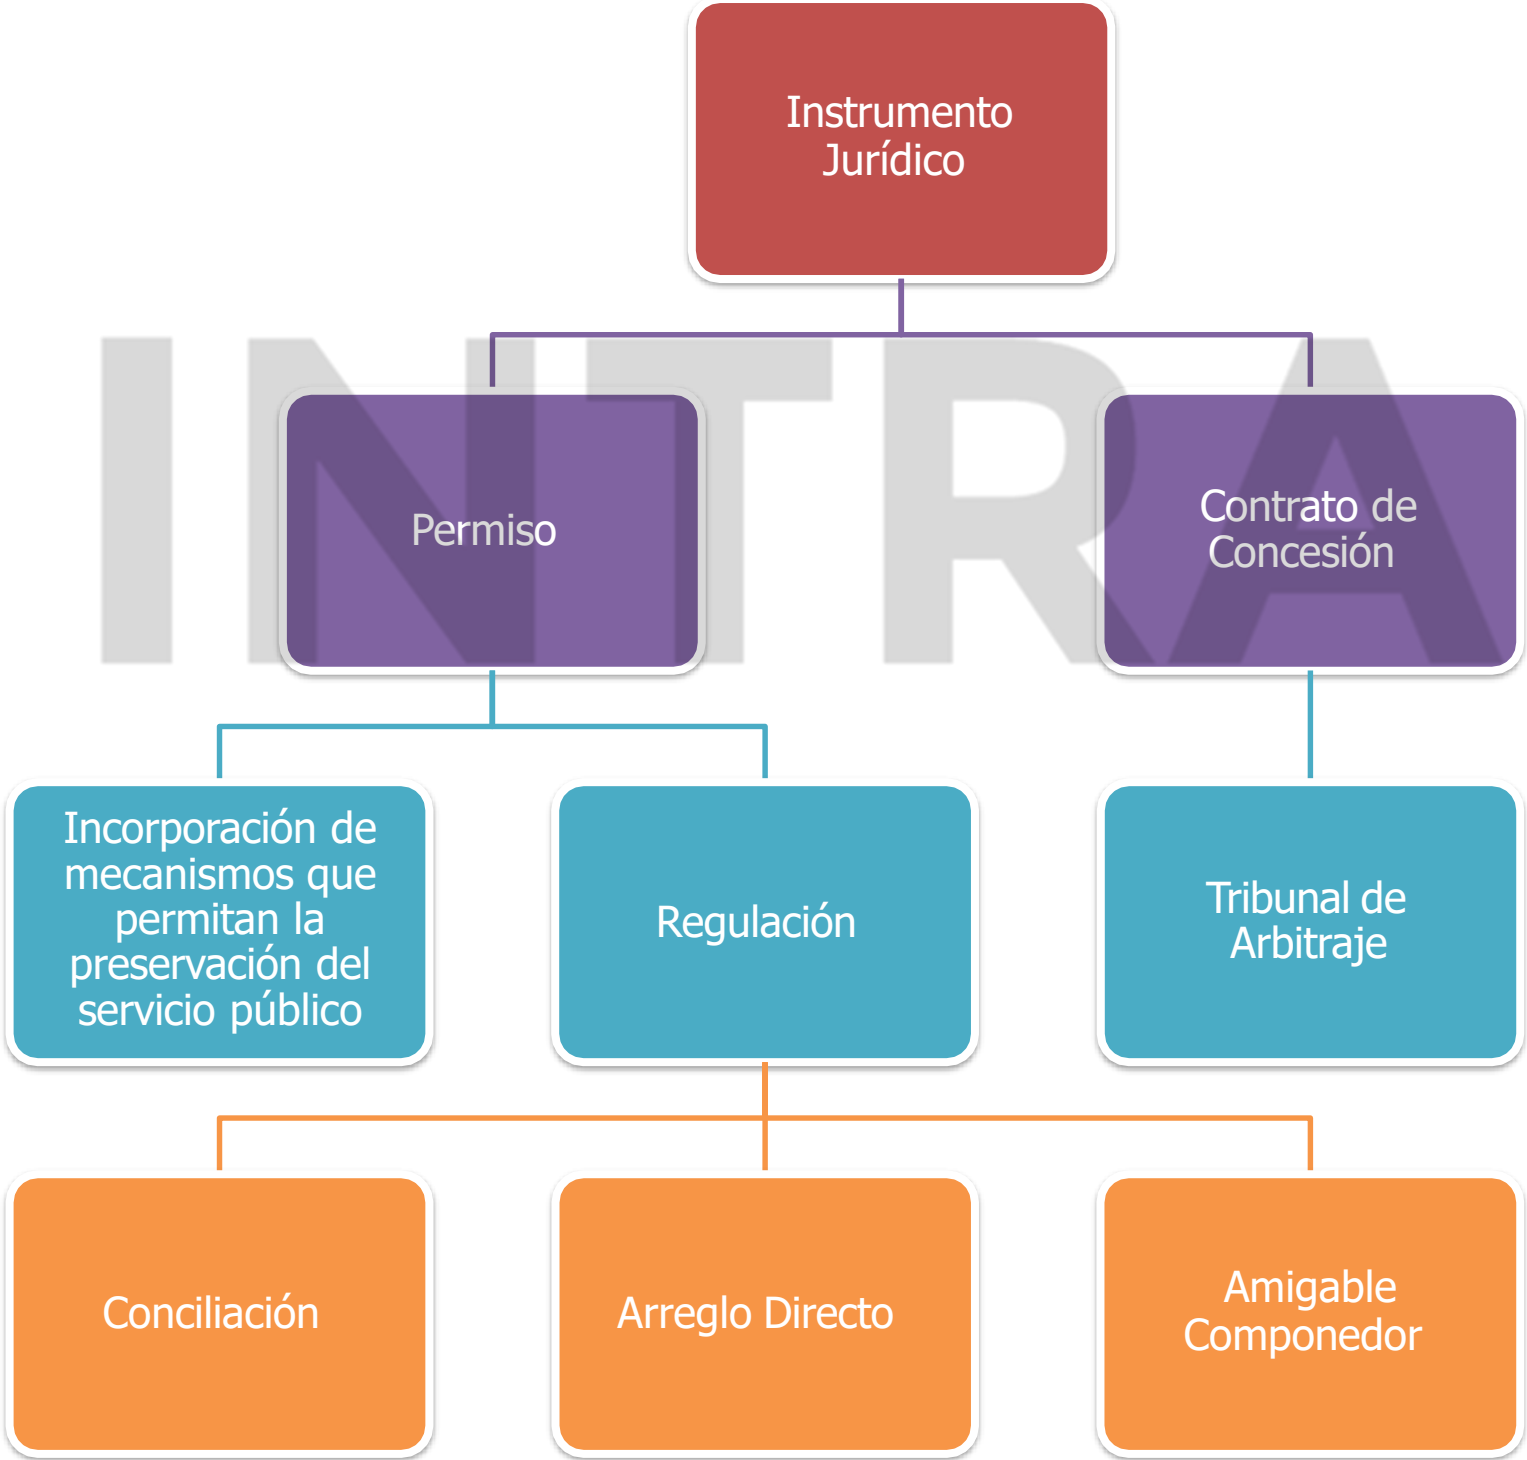 Instrumento
Jurídico
INTRA
Permiso
Contrato de
Concesión
Incorporación de
mecanismos que
permitan la
preservación del
servicio público
Regulación
Tribunal de
Arbitraje
Conciliación
Arreglo Directo
Amigable
Componedor